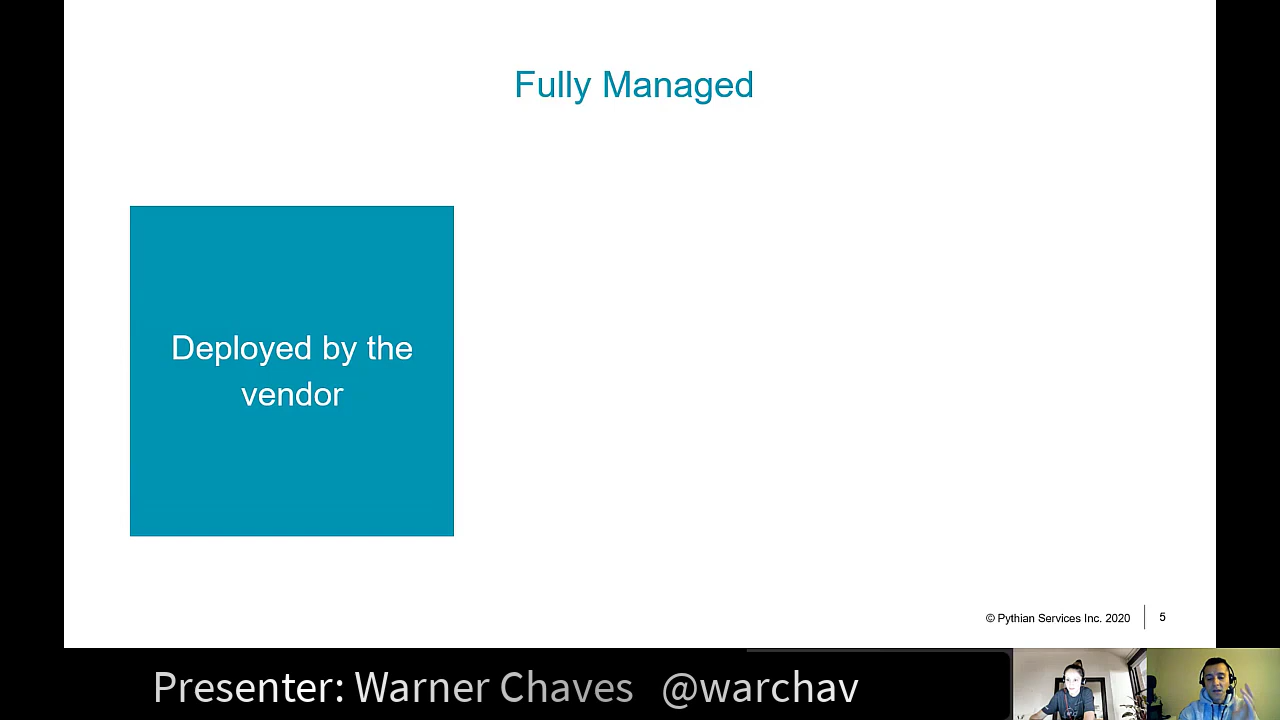 Fully Managed
Deployed by the
vendor
© Pythian Services Inc. 2020
5
Presenter: Warner Chaves @warchav